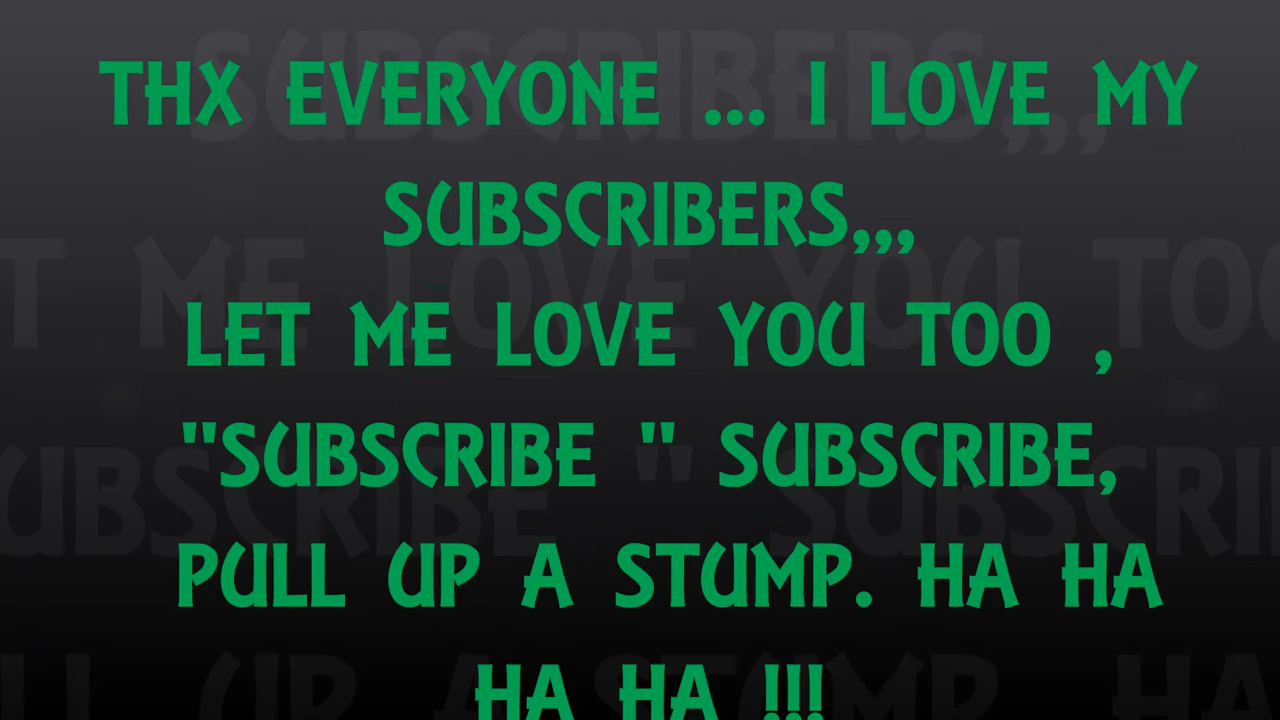 THX EVERYONE ... I LOVE MY
SUBSCRIBERS,,,
LET ME LOVE YOU TOO ,
"SUBSCRIBE " SUBSCRIBE,
PULL UP A STUMP. HA HA
HA HA !!!